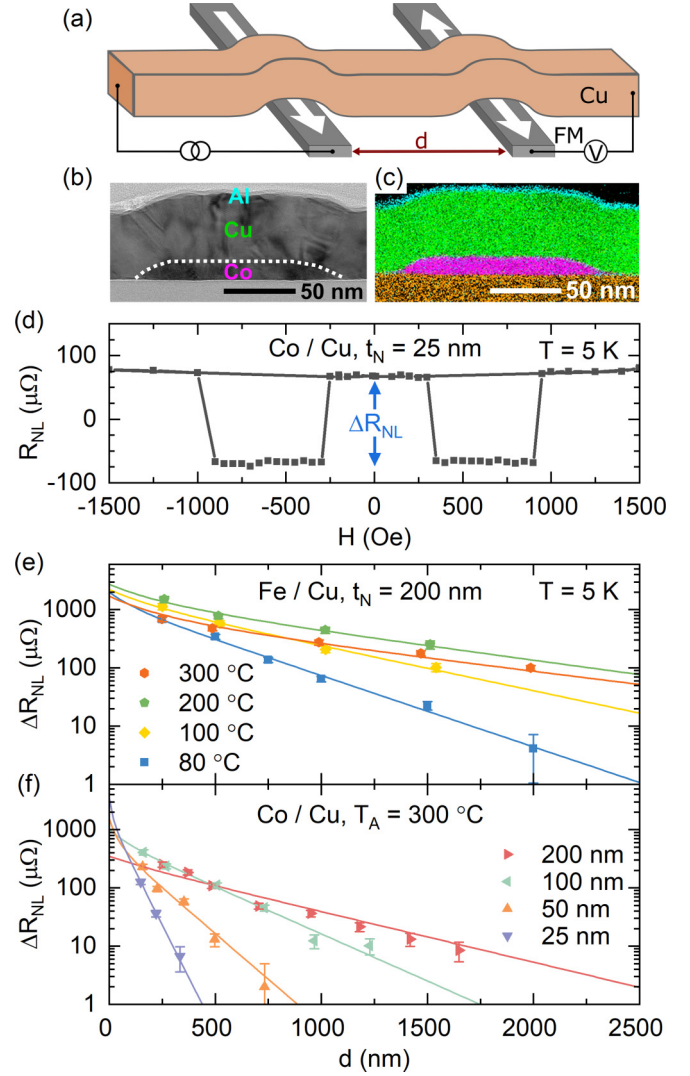 (a)
Cu
d
FM
V
(b)
Al
Cu
Co
50 nm
(c)
50 nm
(d)
Co / Cu, t_N = 25 nm
T = 5 K
100
0
-100
R_NL (μΩ)
ΔR_NL
-1500 -1000 -500 0 500 1000 1500
H (Oe)
(e)
Fe / Cu, t_N = 200 nm
T = 5 K
1000
100
10
1
ΔR_NL (μΩ)
300 °C
200 °C
100 °C
80 °C
(f)
Co / Cu, T_A = 300 °C
1000
100
10
1
ΔR_NL (μΩ)
200 nm
100 nm
50 nm
25 nm
0 500 1000 1500 2000 2500
d (nm)